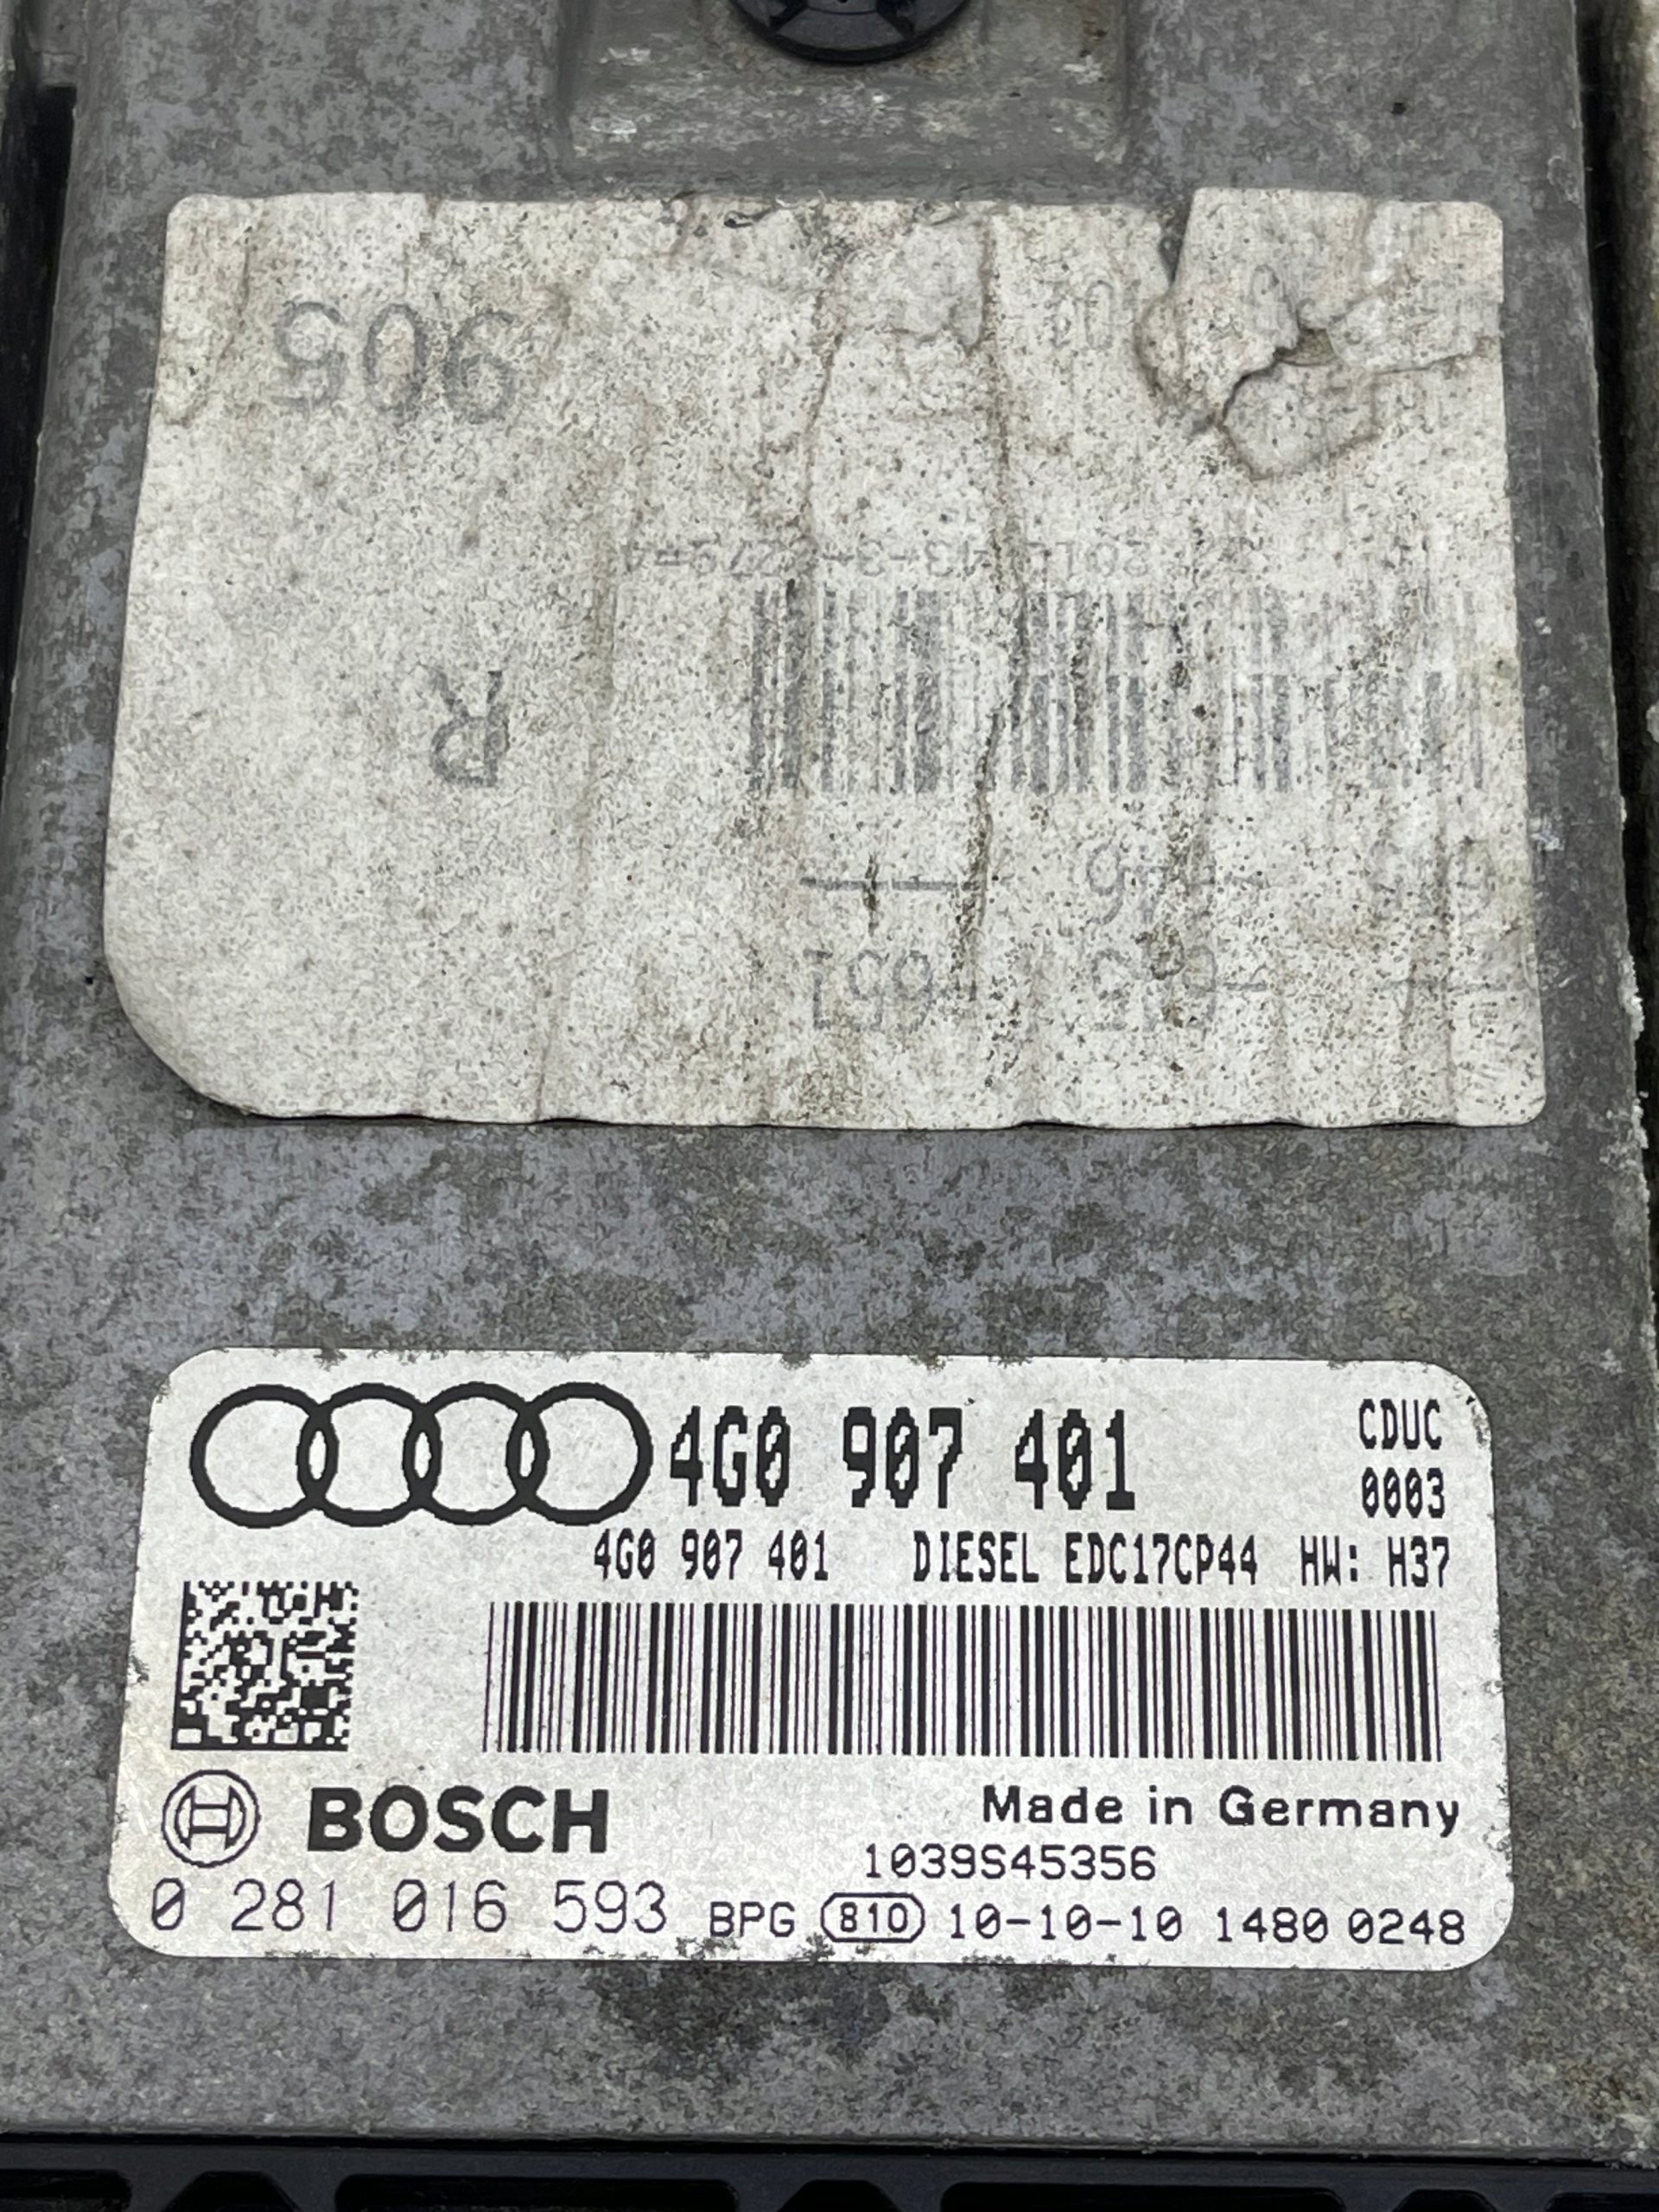 905
R
4G0 907 401
CDUC
0003
4G0 907 401 DIESEL EDC17CP44 HW: H37
BOSCH
Made in Germany
1039S45356
0 281 016 593 BPG 810 10-10-10 1480 0248